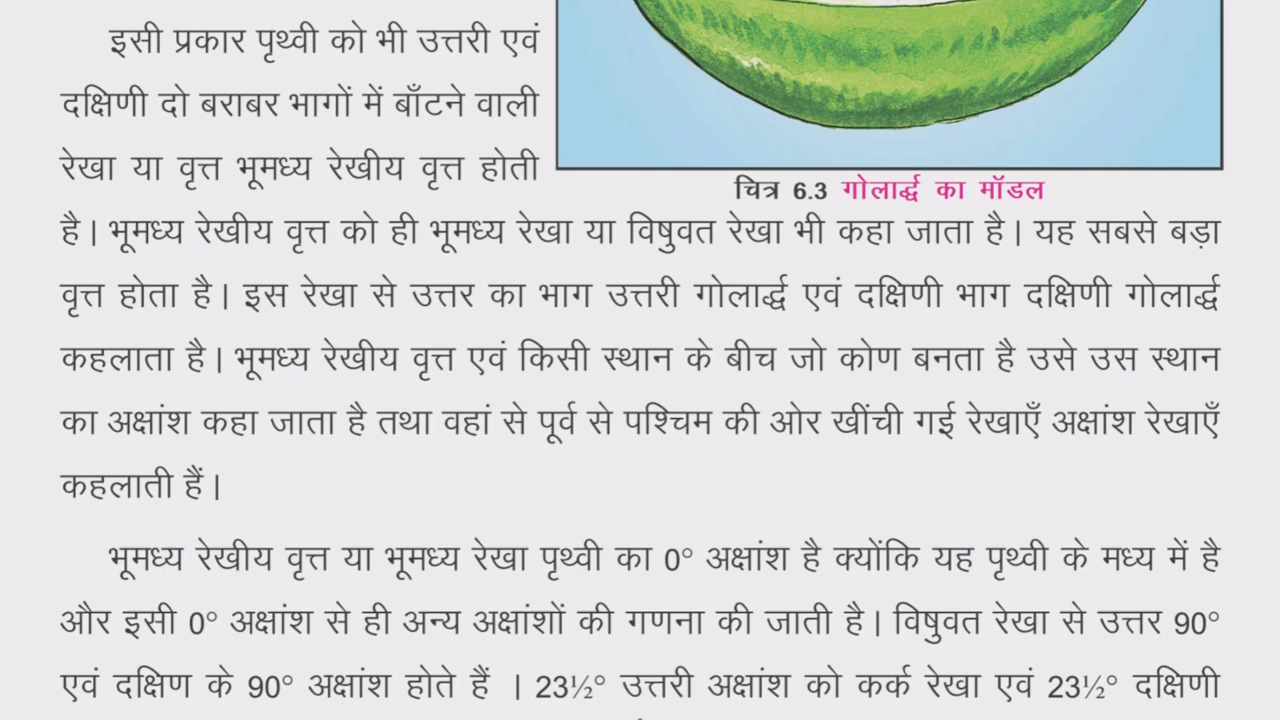 इसी प्रकार पृथ्वी को भी उत्तरी एवं
दक्षिणी दो बराबर भागों में बाँटने वाली
रेखा या वृत्त भूमध्य रेखीय वृत्त होती
चित्र 6.3 गोलार्द्ध का मॉडल
है। भूमध्य रेखीय वृत्त को ही भूमध्य रेखा या विषुवत रेखा भी कहा जाता है। यह सबसे बड़ा
वृत्त होता है। इस रेखा से उत्तर का भाग उत्तरी गोलार्द्ध एवं दक्षिणी भाग दक्षिणी गोलार्द्ध
कहलाता है। भूमध्य रेखीय वृत्त एवं किसी स्थान के बीच जो कोण बनता है उसे उस स्थान
का अक्षांश कहा जाता है तथा वहां से पूर्व से पश्चिम की ओर खींची गई रेखाएँ अक्षांश रेखाएँ
कहलाती हैं।
भूमध्य रेखीय वृत्त या भूमध्य रेखा पृथ्वी का 0° अक्षांश है क्योंकि यह पृथ्वी के मध्य में है
और इसी 0° अक्षांश से ही अन्य अक्षांशों की गणना की जाती है। विषुवत रेखा से उत्तर 90°
एवं दक्षिण के 90° अक्षांश होते हैं । 23½° उत्तरी अक्षांश को कर्क रेखा एवं 23½° दक्षिणी